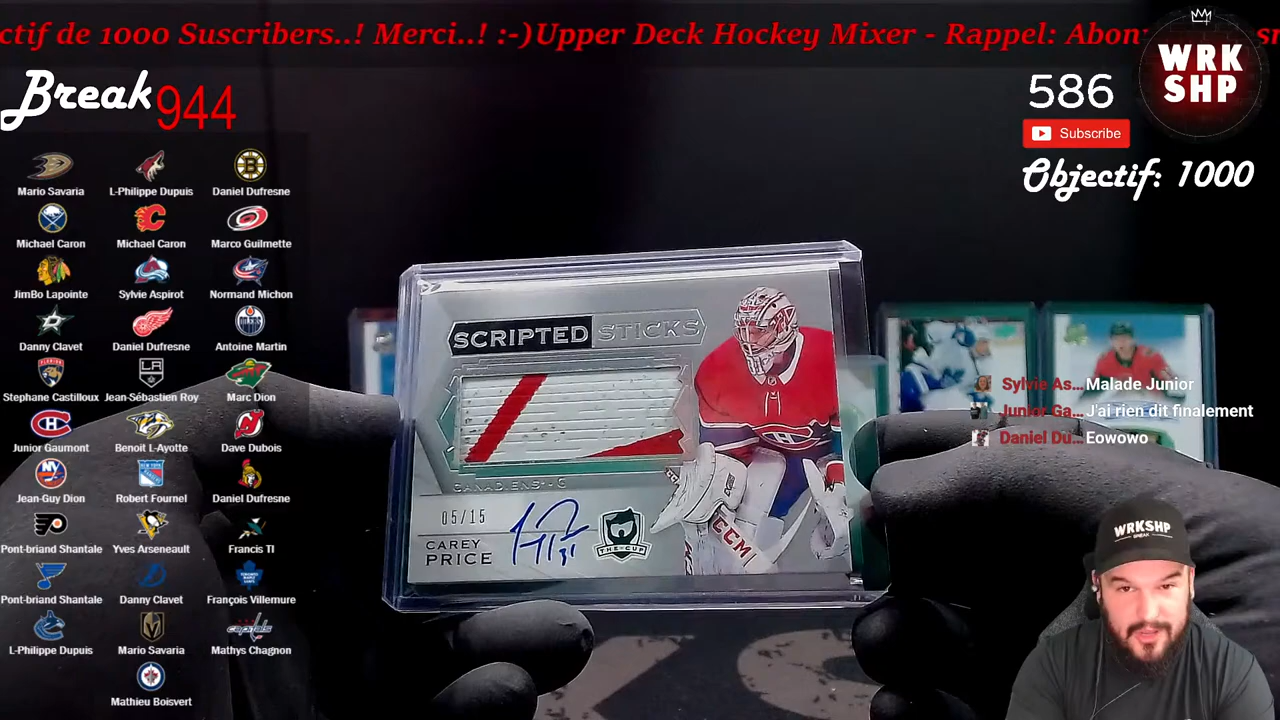 ctif de 1000 Suscribers..! Merci..! :-)Upper Deck Hockey Mixer - Rappel: Abon
WRK
SHP
Break 944
586
Subscribe
Objectif: 1000
Mario Savaria
L-Philippe Dupuis
Daniel Dufresne
Michael Caron
Michael Caron
Marco Guilmette
JimBo Lapointe
Sylvie Aspirot
Normand Michon
Danny Clavet
Daniel Dufresne
Antoine Martin
Stephane Castilloux
Jean-Sébastien Roy
Marc Dion
Junior Gaumont
Benoit L-Ayotte
Dave Dubois
Jean-Guy Dion
Robert Fournel
Daniel Dufresne
Pont-briand Shantale
Yves Arseneault
Francis TI
Pont-briand Shantale
Danny Clavet
François Villemure
L-Philippe Dupuis
Mario Savaria
Mathys Chagnon
Mathieu Boisvert
SCRIPTED STICKS
CANADIENS · G
05/15
CAREY
PRICE
THE CUP
CCM
Sylvie As... Malade Junior
Junior Ga... J'ai rien dit finalement
Daniel Du... Eowowo
WRKSHP
BREAK